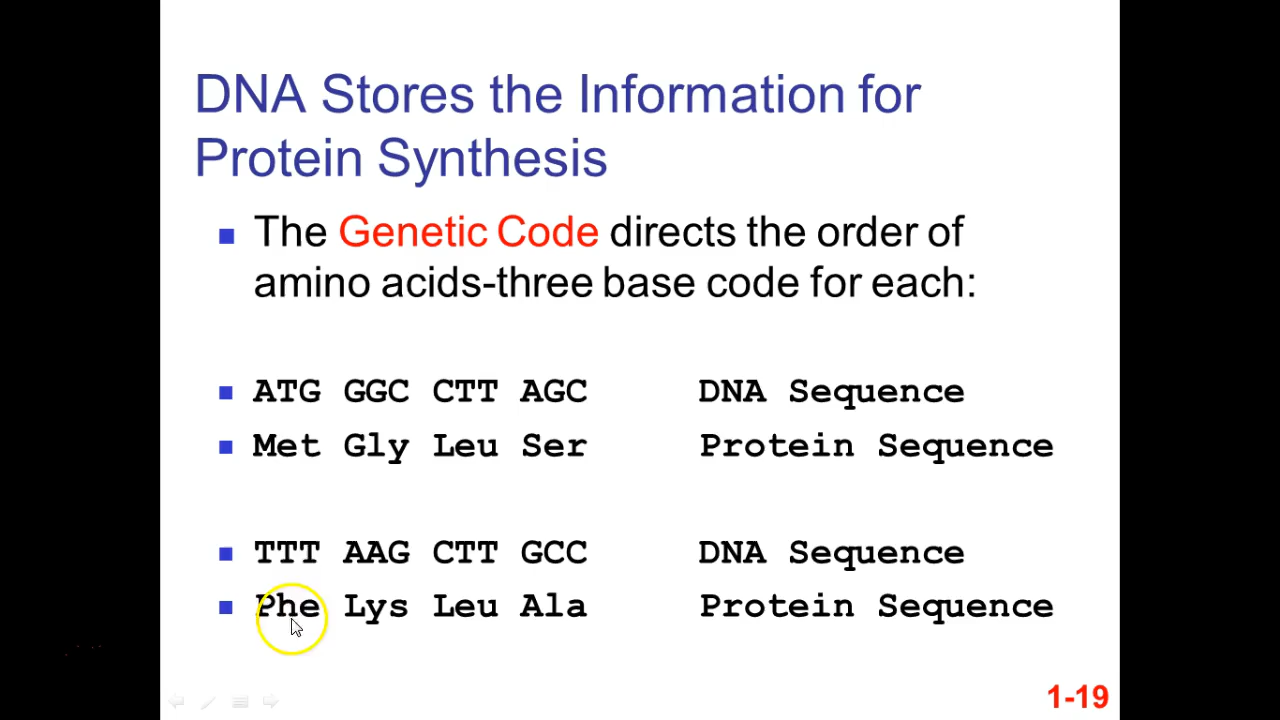 DNA Stores the Information for
Protein Synthesis
The Genetic Code directs the order of
amino acids-three base code for each:
ATG GGC CTT AGC DNA Sequence
Met Gly Leu Ser Protein Sequence
TTT AAG CTT GCC DNA Sequence
Phe Lys Leu Ala Protein Sequence
1-19